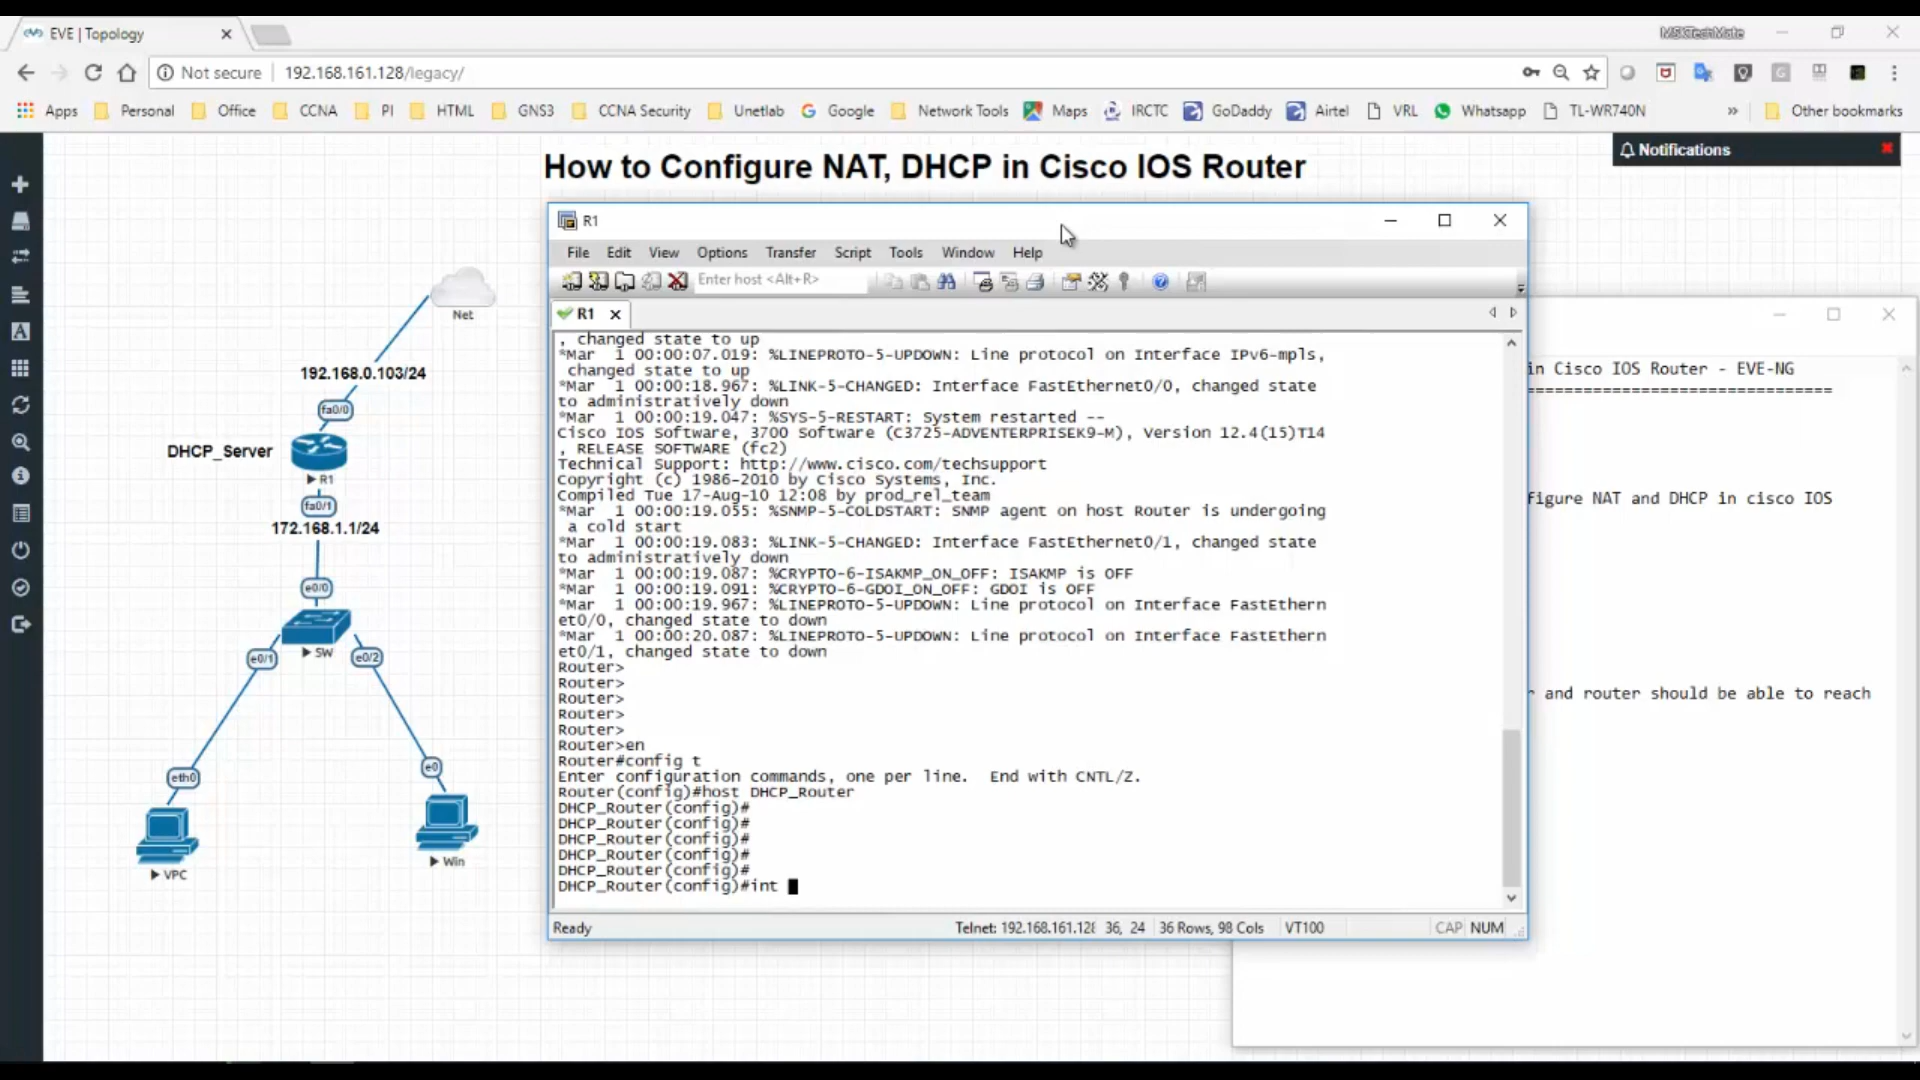 EVE | Topology
MSKTechMate
Not secure
192.168.161.128/legacy/
Apps
Personal
Office
CCNA
PI
HTML
GNS3
CCNA Security
Unetlab
Google
Network Tools
Maps
IRCTC
GoDaddy
Airtel
VRL
Whatsapp
TL-WR740N
»
Other bookmarks
How to Configure NAT, DHCP in Cisco IOS Router
Notifications
Net
192.168.0.103/24
fa0/0
DHCP_Server
R1
fa0/1
172.168.1.1/24
e0/0
SW
e0/1
e0/2
eth0
e0
VPC
Win
R1
File Edit View Options Transfer Script Tools Window Help
Enter host <Alt+R>
R1
, changed state to up
*Mar  1 00:00:07.019: %LINEPROTO-5-UPDOWN: Line protocol on Interface IPv6-mpls,
 changed state to up
*Mar  1 00:00:18.967: %LINK-5-CHANGED: Interface FastEthernet0/0, changed state
to administratively down
*Mar  1 00:00:19.047: %SYS-5-RESTART: System restarted --
Cisco IOS Software, 3700 Software (C3725-ADVENTERPRISEK9-M), Version 12.4(15)T14
, RELEASE SOFTWARE (fc2)
Technical Support: http://www.cisco.com/techsupport
Copyright (c) 1986-2010 by Cisco Systems, Inc.
Compiled Tue 17-Aug-10 12:08 by prod_rel_team
*Mar  1 00:00:19.055: %SNMP-5-COLDSTART: SNMP agent on host Router is undergoing
 a cold start
*Mar  1 00:00:19.083: %LINK-5-CHANGED: Interface FastEthernet0/1, changed state
to administratively down
*Mar  1 00:00:19.087: %CRYPTO-6-ISAKMP_ON_OFF: ISAKMP is OFF
*Mar  1 00:00:19.091: %CRYPTO-6-GDOI_ON_OFF: GDOI is OFF
*Mar  1 00:00:19.967: %LINEPROTO-5-UPDOWN: Line protocol on Interface FastEthern
et0/0, changed state to down
*Mar  1 00:00:20.087: %LINEPROTO-5-UPDOWN: Line protocol on Interface FastEthern
et0/1, changed state to down
Router>
Router>
Router>
Router>
Router>
Router>en
Router#config t
Enter configuration commands, one per line.  End with CNTL/Z.
Router(config)#host DHCP_Router
DHCP_Router(config)#
DHCP_Router(config)#
DHCP_Router(config)#
DHCP_Router(config)#
DHCP_Router(config)#
DHCP_Router(config)#int
Ready
Telnet: 192.168.161.128 36, 24 36 Rows, 98 Cols VT100 CAP NUM
in Cisco IOS Router - EVE-NG
======================================
figure NAT and DHCP in cisco IOS
r and router should be able to reach